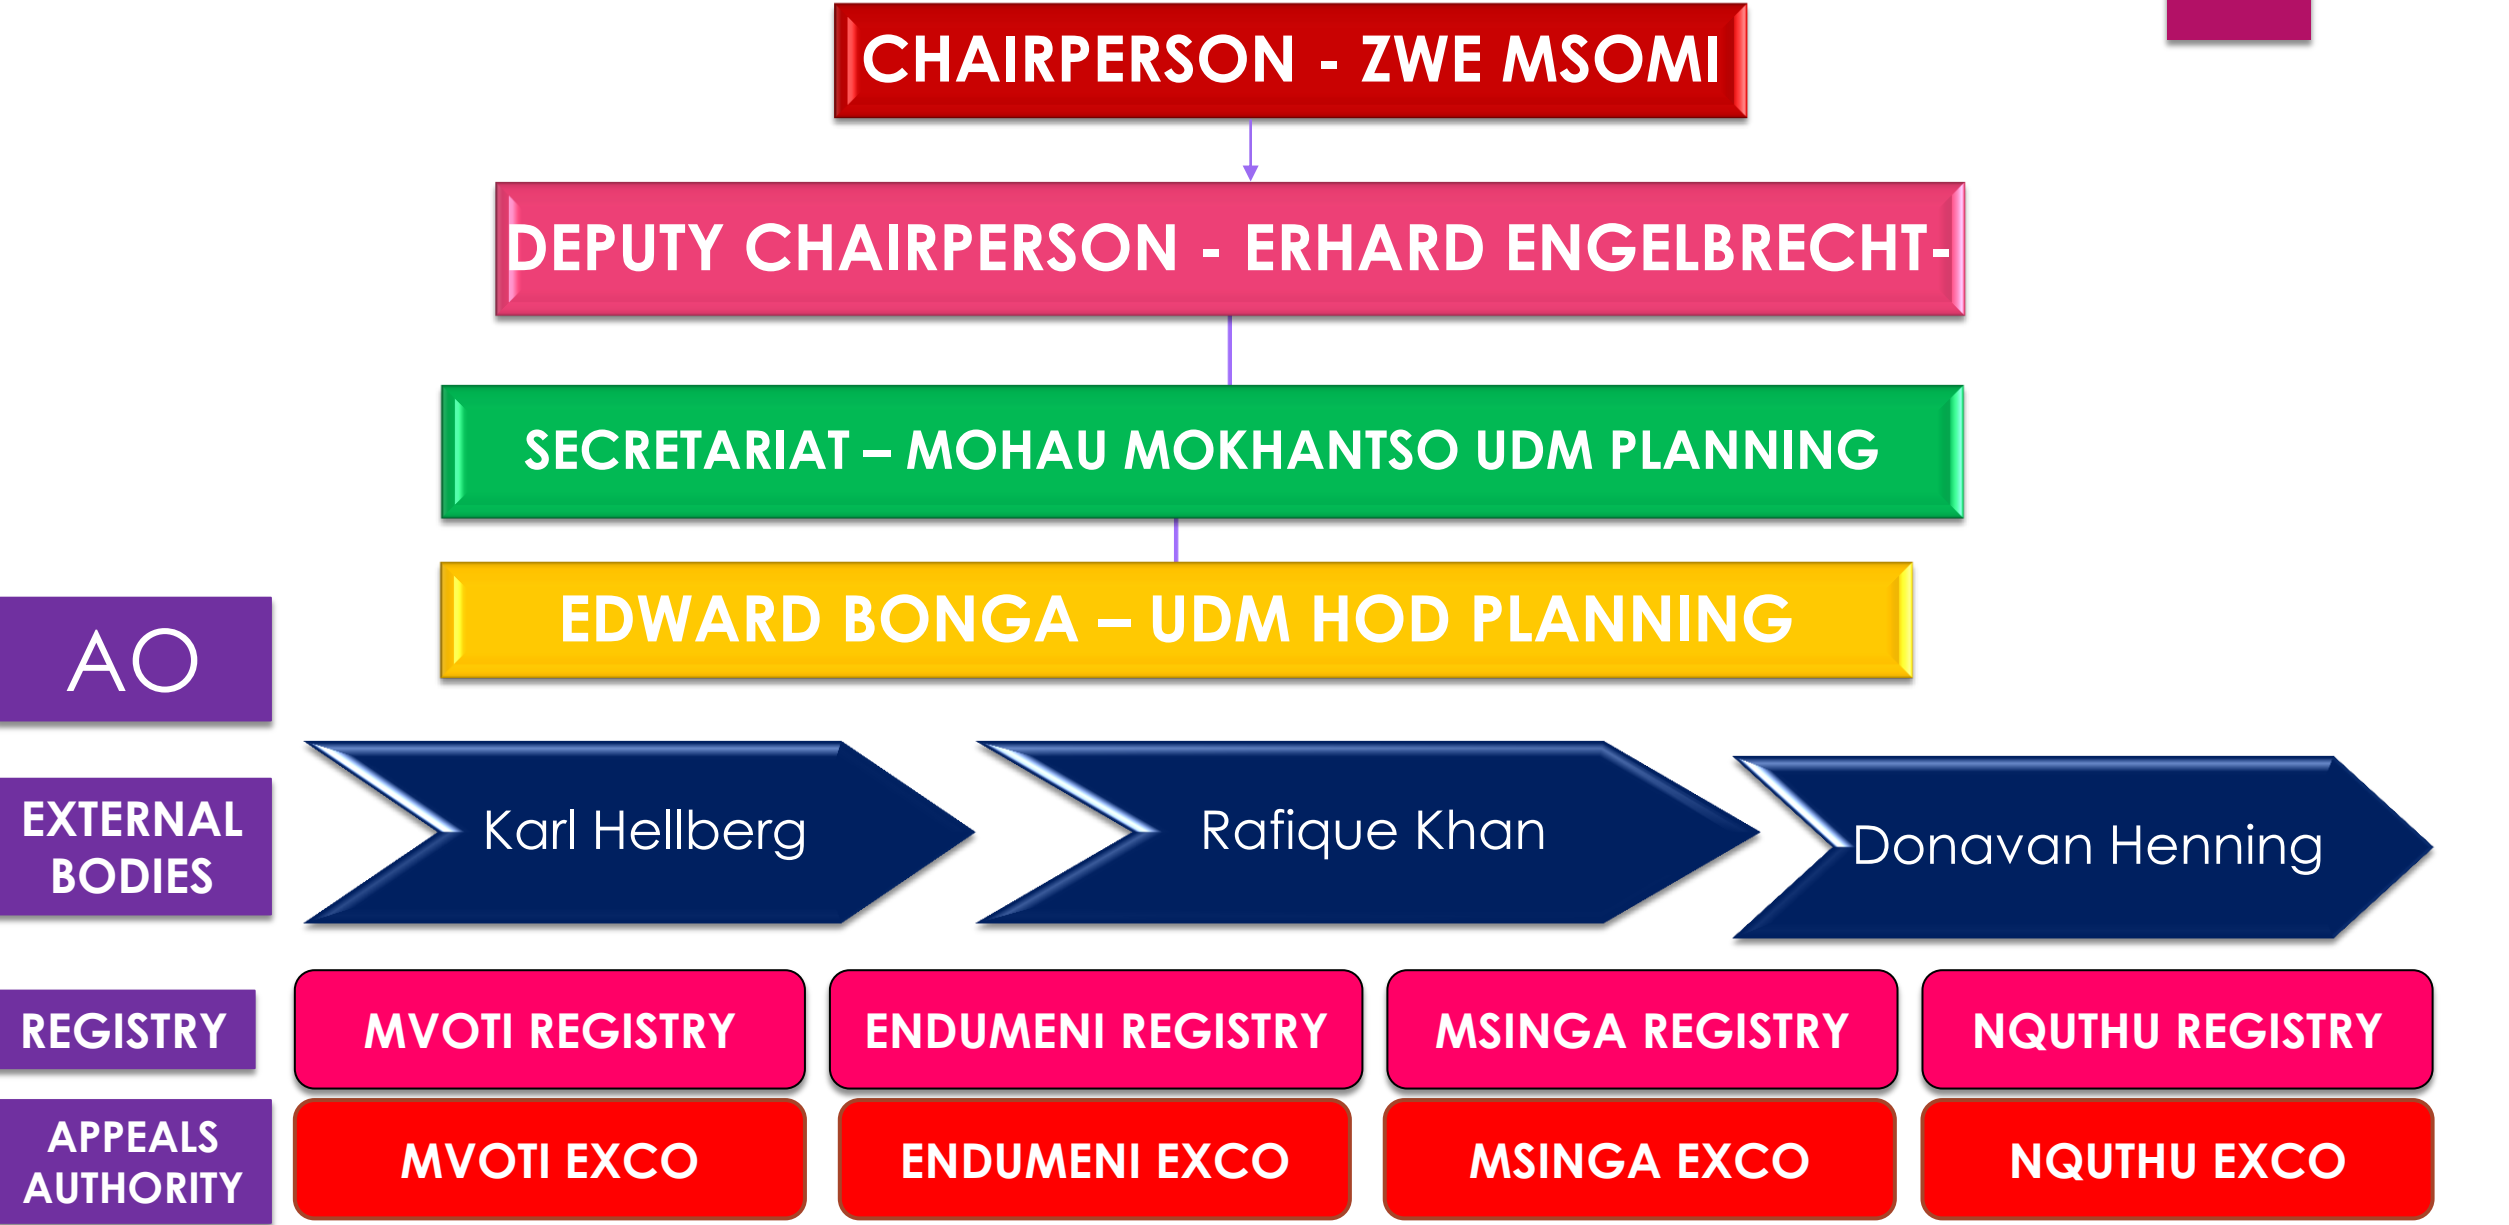 CHAIRPERSON - ZWE MSOMI
DEPUTY CHAIRPERSON - ERHARD ENGELBRECHT-
SECRETARIAT – MOHAU MOKHANTSO UDM PLANNING
EDWARD BONGA – UDM HOD PLANNING
AO
EXTERNAL
BODIES
Karl Hellberg
Rafique Khan
Donavan Henning
REGISTRY
MVOTI REGISTRY
ENDUMENI REGISTRY
MSINGA REGISTRY
NQUTHU REGISTRY
APPEALS
AUTHORITY
MVOTI EXCO
ENDUMENI EXCO
MSINGA EXCO
NQUTHU EXCO